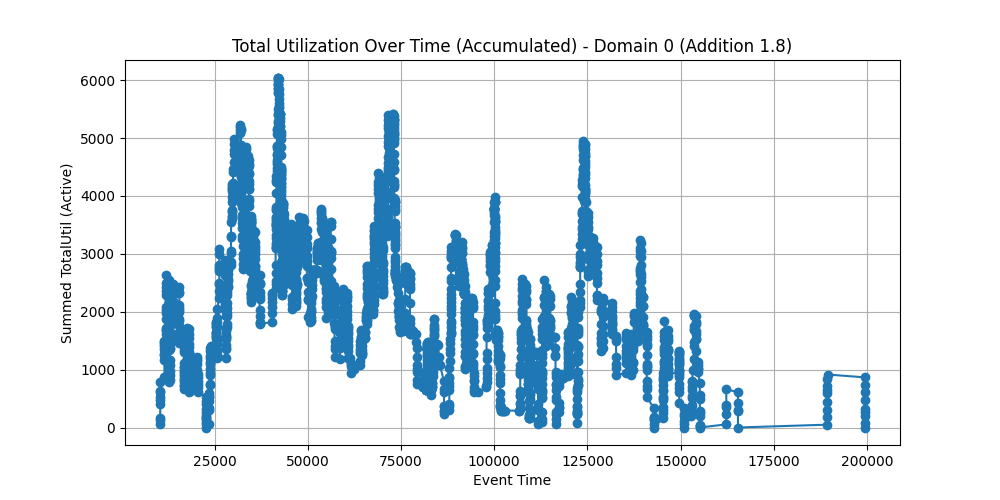 Total Utilization Over Time (Accumulated) - Domain 0 (Addition 1.8)
6000
5000
4000
3000
2000
1000
0
Summed TotalUtil (Active)
25000 50000 75000 100000 125000 150000 175000 200000
Event Time